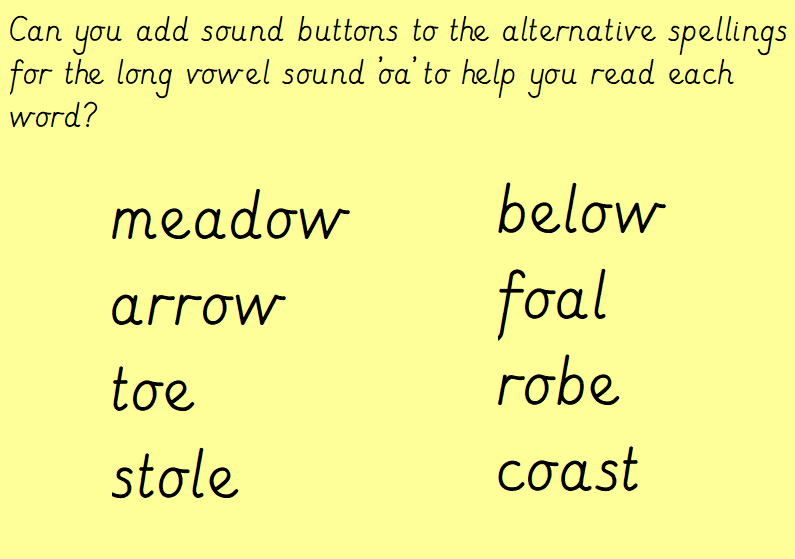 Can you add sound buttons to the alternative spellings
for the long vowel sound 'oa' to help you read each
word?
meadow
arrow
toe
stole
below
foal
robe
coast